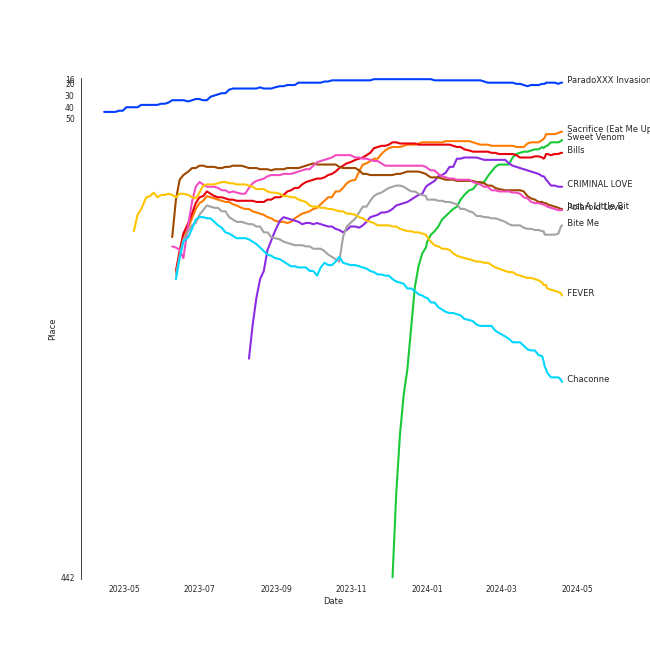 16
20
30
40
50
442
Place
2023-05
2023-07
2023-09
2023-11
2024-01
2024-03
2024-05
Date
ParadoXXX Invasion
Sacrifice (Eat Me Up
Sweet Venom
Bills
CRIMINAL LOVE
Just A Little Bit
Polaroid Love
Bite Me
FEVER
Chaconne